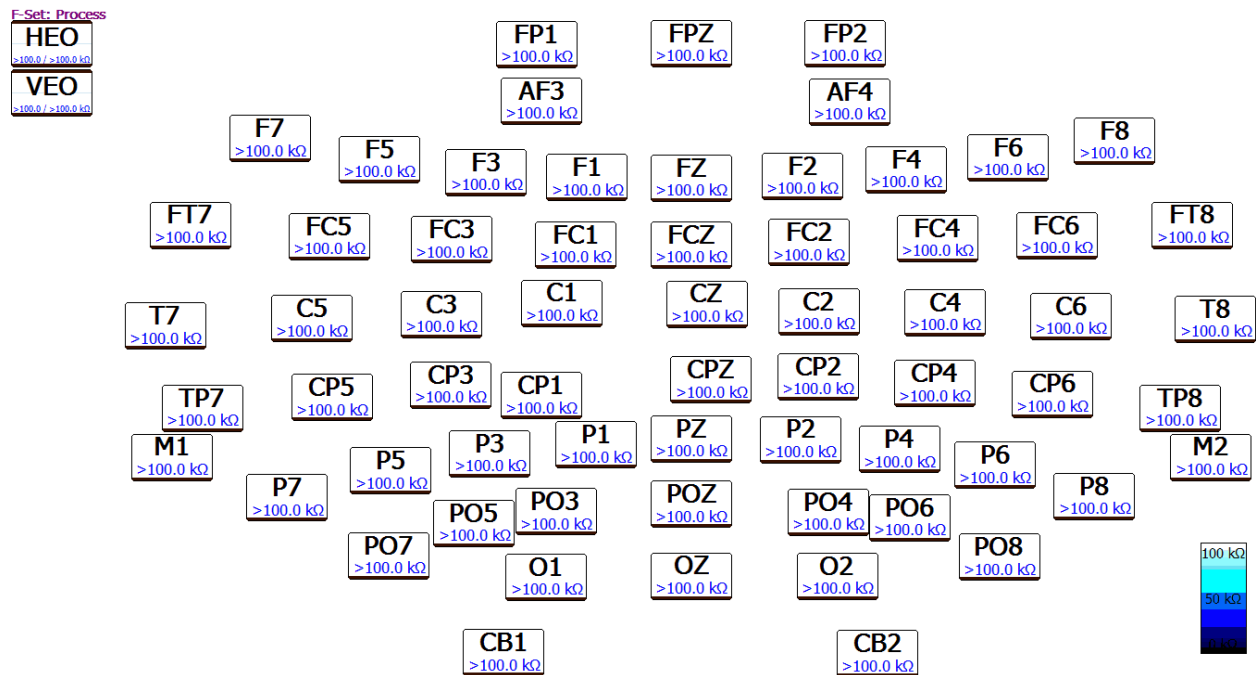 F-Set: Process
HEO
>100.0 / >100.0 kΩ
VEO
>100.0 / >100.0 kΩ
FP1
>100.0 kΩ
FPZ
>100.0 kΩ
FP2
>100.0 kΩ
AF3
>100.0 kΩ
AF4
>100.0 kΩ
F7
>100.0 kΩ
F5
>100.0 kΩ
F3
>100.0 kΩ
F1
>100.0 kΩ
FZ
>100.0 kΩ
F2
>100.0 kΩ
F4
>100.0 kΩ
F6
>100.0 kΩ
F8
>100.0 kΩ
FT7
>100.0 kΩ
FC5
>100.0 kΩ
FC3
>100.0 kΩ
FC1
>100.0 kΩ
FCZ
>100.0 kΩ
FC2
>100.0 kΩ
FC4
>100.0 kΩ
FC6
>100.0 kΩ
FT8
>100.0 kΩ
T7
>100.0 kΩ
C5
>100.0 kΩ
C3
>100.0 kΩ
C1
>100.0 kΩ
CZ
>100.0 kΩ
C2
>100.0 kΩ
C4
>100.0 kΩ
C6
>100.0 kΩ
T8
>100.0 kΩ
TP7
>100.0 kΩ
CP5
>100.0 kΩ
CP3
>100.0 kΩ
CP1
>100.0 kΩ
CPZ
>100.0 kΩ
CP2
>100.0 kΩ
CP4
>100.0 kΩ
CP6
>100.0 kΩ
TP8
>100.0 kΩ
M1
>100.0 kΩ
P7
>100.0 kΩ
P5
>100.0 kΩ
P3
>100.0 kΩ
P1
>100.0 kΩ
PZ
>100.0 kΩ
P2
>100.0 kΩ
P4
>100.0 kΩ
P6
>100.0 kΩ
P8
>100.0 kΩ
M2
>100.0 kΩ
PO7
>100.0 kΩ
PO5
>100.0 kΩ
PO3
>100.0 kΩ
POZ
>100.0 kΩ
PO4
>100.0 kΩ
PO6
>100.0 kΩ
PO8
>100.0 kΩ
O1
>100.0 kΩ
OZ
>100.0 kΩ
O2
>100.0 kΩ
CB1
>100.0 kΩ
CB2
>100.0 kΩ
100 kΩ
50 kΩ